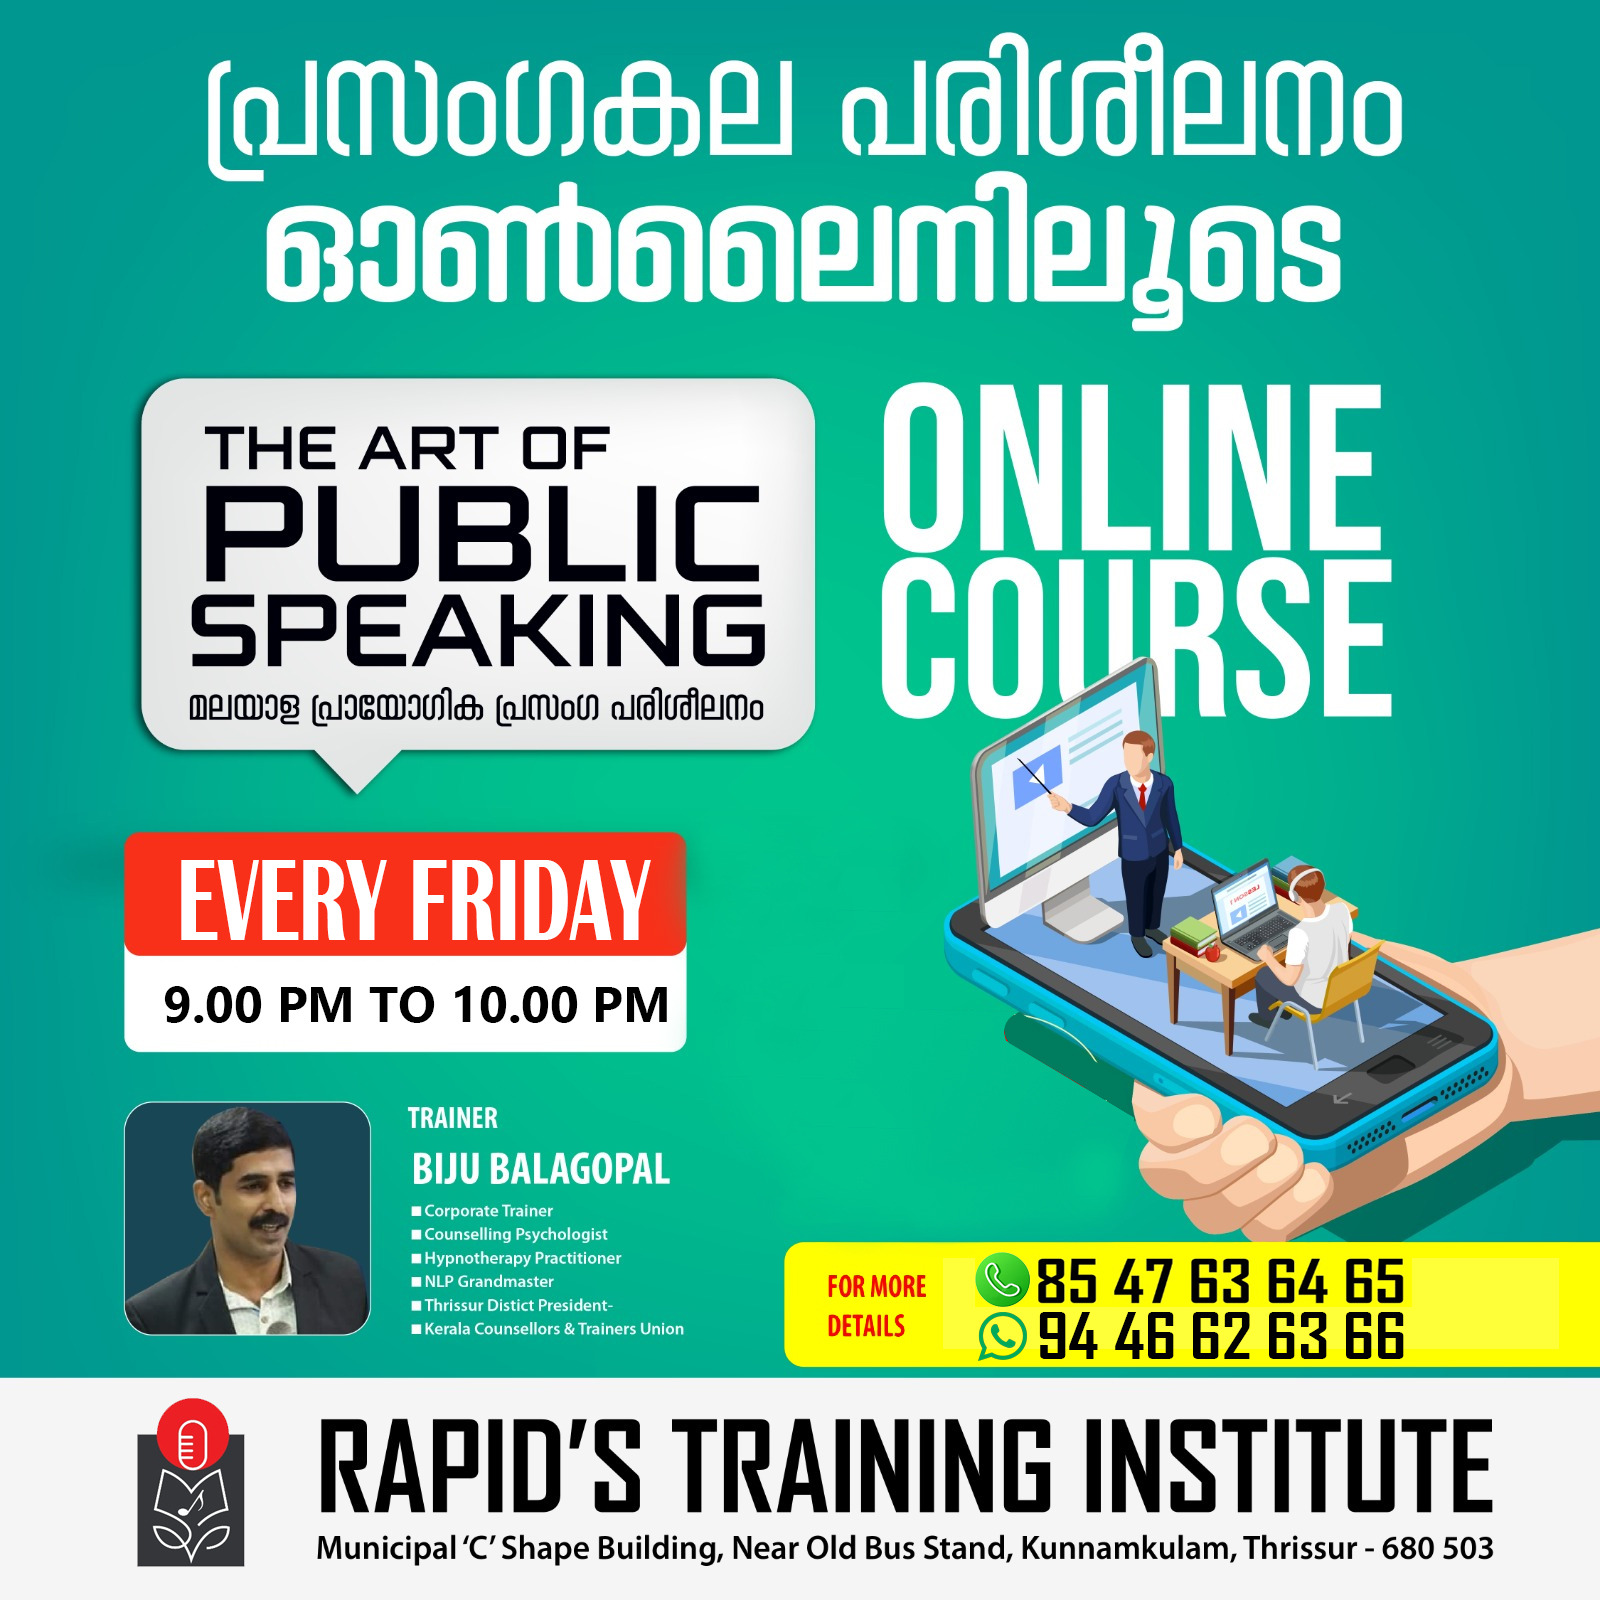 പ്രസംഗകല പരിശീലനം
ഓൺലൈനിലൂടെ
THE ART OF
PUBLIC
SPEAKING
മലയാള പ്രായോഗിക പ്രസംഗ പരിശീലനം
ONLINE
COURSE
EVERY FRIDAY
9.00 PM TO 10.00 PM
TRAINER
BIJU BALAGOPAL
Corporate Trainer
Counselling Psychologist
Hypnotherapy Practitioner
NLP Grandmaster
Thrissur Distict President-
Kerala Counsellors & Trainers Union
FOR MORE
DETAILS
85 47 63 64 65
94 46 62 63 66
RAPID'S TRAINING INSTITUTE
Municipal 'C' Shape Building, Near Old Bus Stand, Kunnamkulam, Thrissur - 680 503